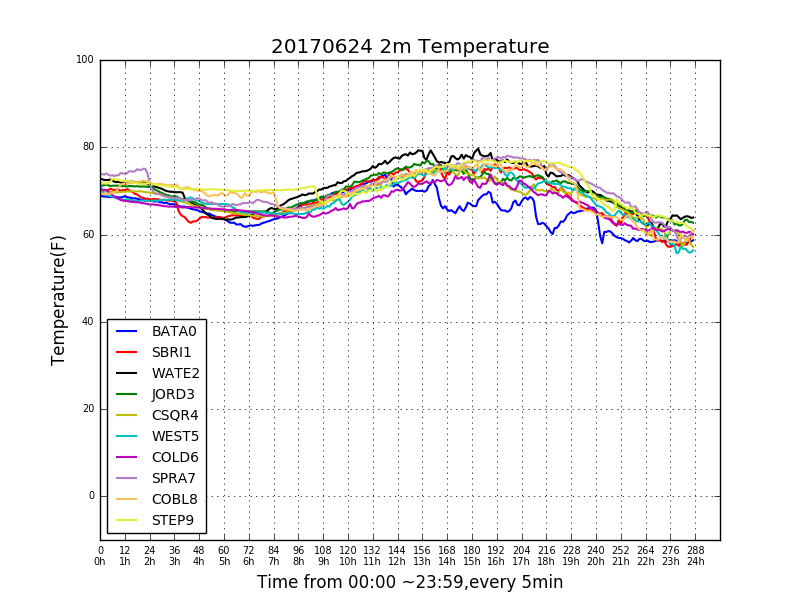 20170624 2m Temperature
100
80
60
40
20
0
Temperature(F)
BATA0
SBRI1
WATE2
JORD3
CSQR4
WEST5
COLD6
SPRA7
COBL8
STEP9
0 12 24 36 48 60 72 84 96 108 120 132 144 156 168 180 192 204 216 228 240 252 264 276 288
0h 1h 2h 3h 4h 5h 6h 7h 8h 9h 10h 11h 12h 13h 14h 15h 16h 17h 18h 19h 20h 21h 22h 23h 24h
Time from 00:00 ~23:59,every 5min